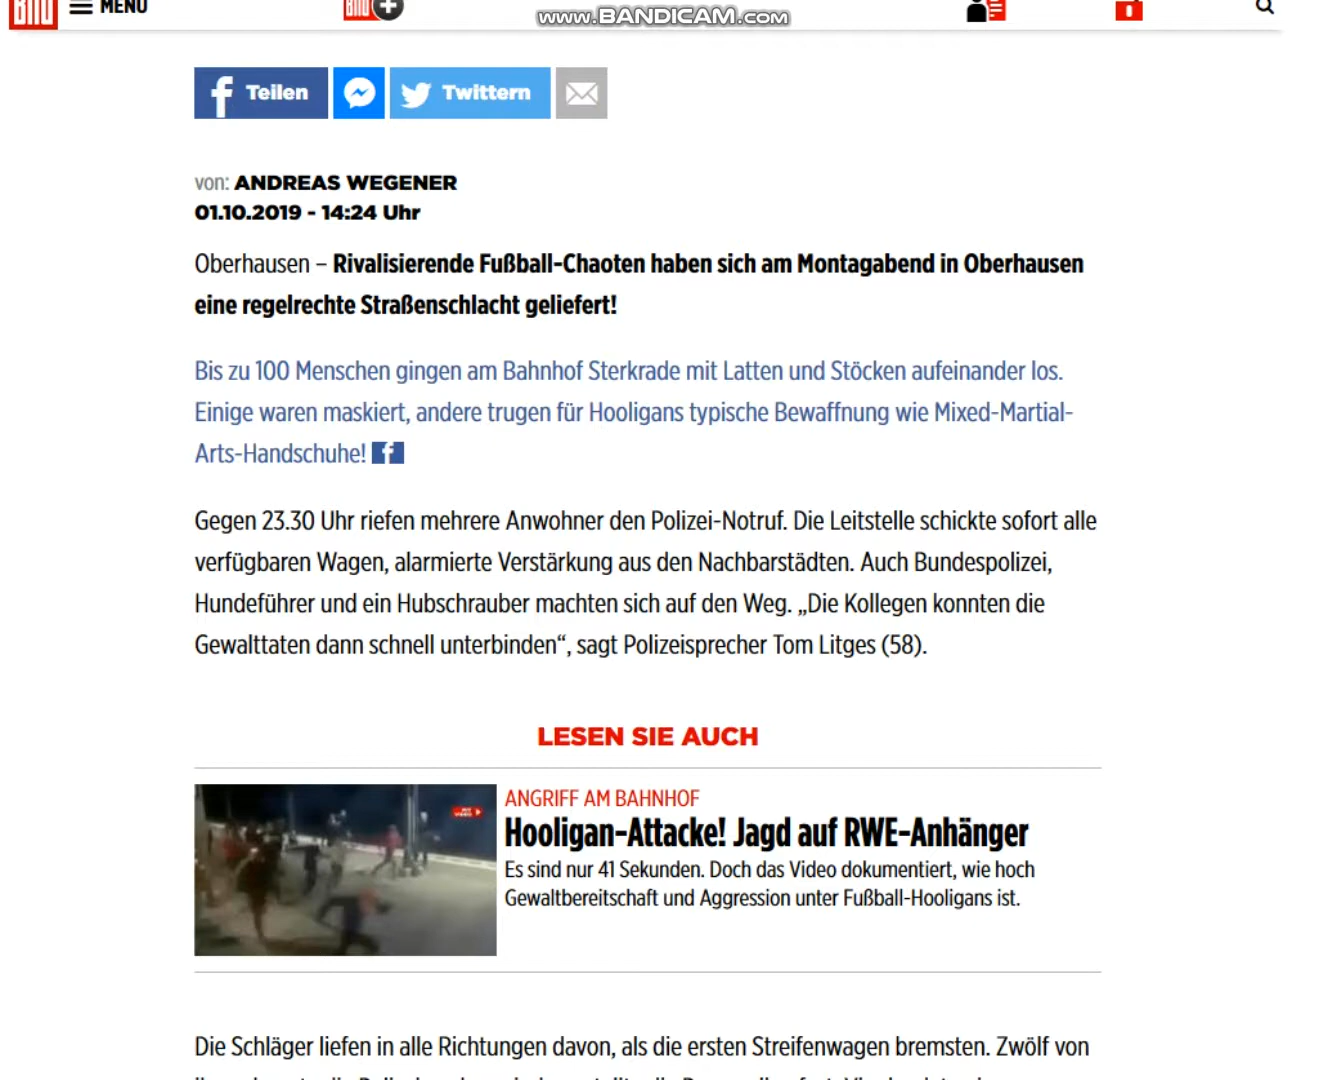 BILD MENÜ BILD
www.BANDICAM.com
Teilen Twittern
von: ANDREAS WEGENER
01.10.2019 - 14:24 Uhr
Oberhausen – Rivalisierende Fußball-Chaoten haben sich am Montagabend in Oberhausen
eine regelrechte Straßenschlacht geliefert!
Bis zu 100 Menschen gingen am Bahnhof Sterkrade mit Latten und Stöcken aufeinander los.
Einige waren maskiert, andere trugen für Hooligans typische Bewaffnung wie Mixed-Martial-
Arts-Handschuhe!
Gegen 23.30 Uhr riefen mehrere Anwohner den Polizei-Notruf. Die Leitstelle schickte sofort alle
verfügbaren Wagen, alarmierte Verstärkung aus den Nachbarstädten. Auch Bundespolizei,
Hundeführer und ein Hubschrauber machten sich auf den Weg. „Die Kollegen konnten die
Gewalttaten dann schnell unterbinden“, sagt Polizeisprecher Tom Litges (58).
LESEN SIE AUCH
ANGRIFF AM BAHNHOF
Hooligan-Attacke! Jagd auf RWE-Anhänger
Es sind nur 41 Sekunden. Doch das Video dokumentiert, wie hoch
Gewaltbereitschaft und Aggression unter Fußball-Hooligans ist.
Die Schläger liefen in alle Richtungen davon, als die ersten Streifenwagen bremsten. Zwölf von